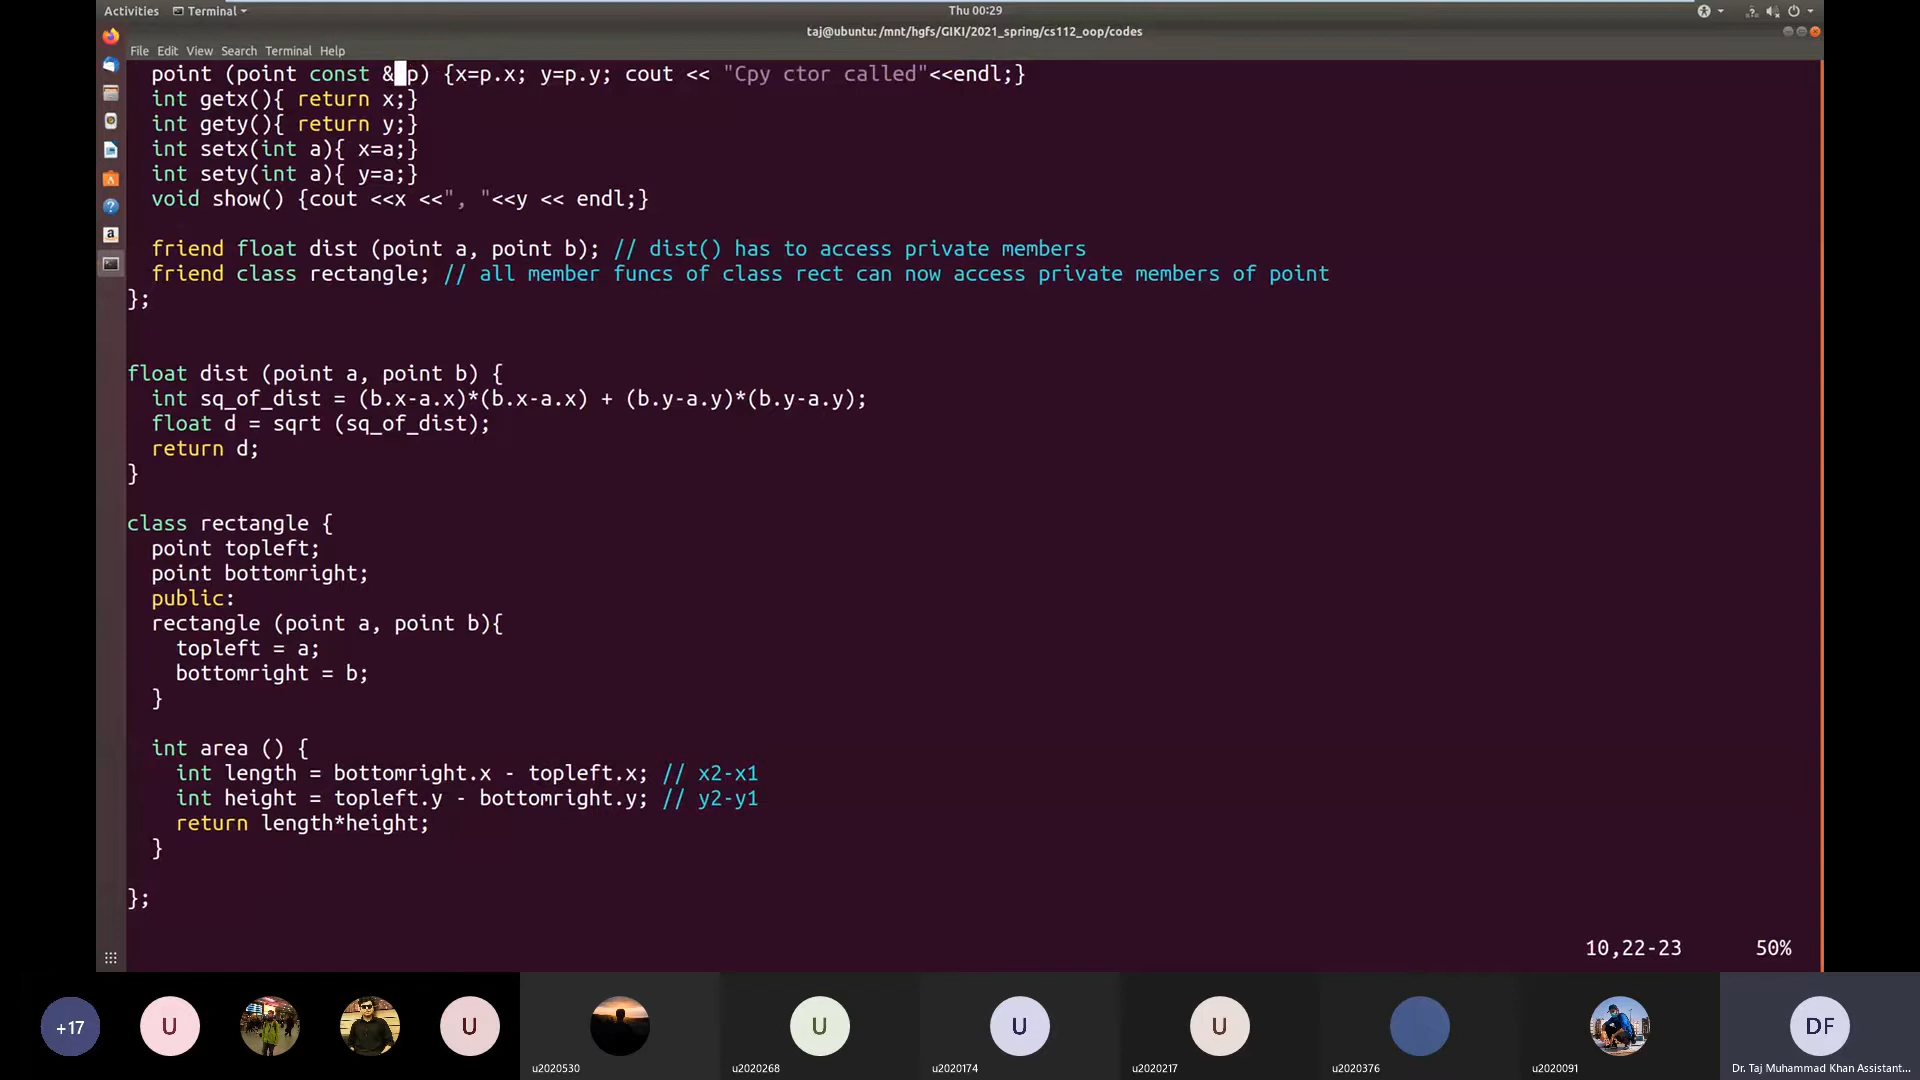 Activities Terminal Thu 00:29
taj@ubuntu: /mnt/hgfs/GIKI/2021_spring/cs112_oop/codes
File Edit View Search Terminal Help
point (point const & p) {x=p.x; y=p.y; cout << "Cpy ctor called"<<endl;}
int getx(){ return x;}
int gety(){ return y;}
int setx(int a){ x=a;}
int sety(int a){ y=a;}
void show() {cout <<x <<", "<<y << endl;}
friend float dist (point a, point b); // dist() has to access private members
friend class rectangle; // all member funcs of class rect can now access private members of point
};
float dist (point a, point b) {
int sq_of_dist = (b.x-a.x)*(b.x-a.x) + (b.y-a.y)*(b.y-a.y);
float d = sqrt (sq_of_dist);
return d;
}
class rectangle {
point topleft;
point bottomright;
public:
rectangle (point a, point b){
topleft = a;
bottomright = b;
}
int area () {
int length = bottomright.x - topleft.x; // x2-x1
int height = topleft.y - bottomright.y; // y2-y1
return length*height;
}
};
10,22-23 50%
+17 U U U U U DF
u2020530 u2020268 u2020174 u2020217 u2020376 u2020091 Dr. Taj Muhammad Khan Assistant...